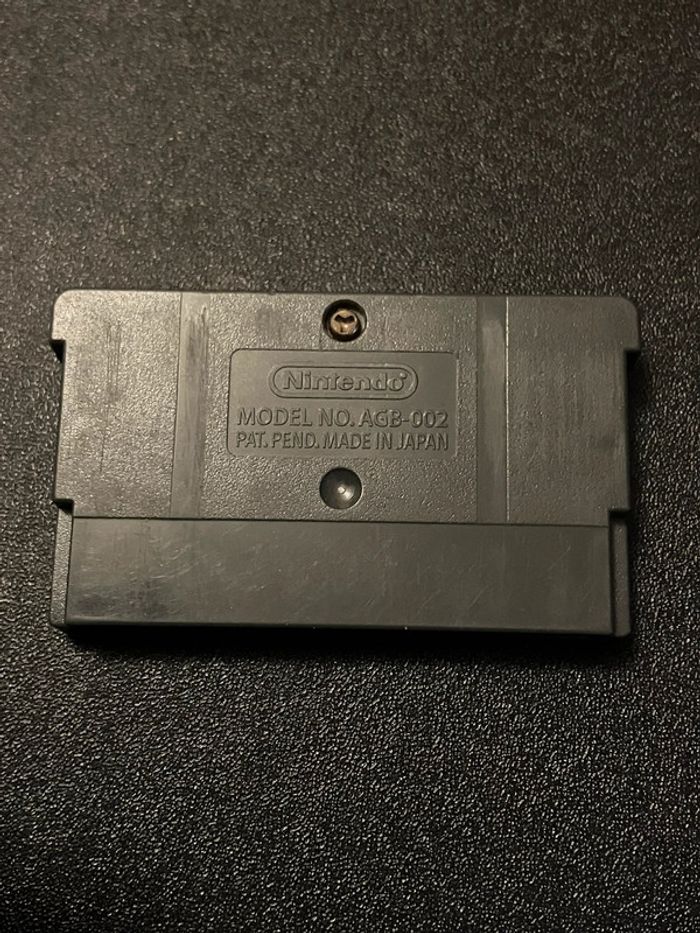 Nintendo®
MODEL NO. AGB-002
PAT. PEND. MADE IN JAPAN